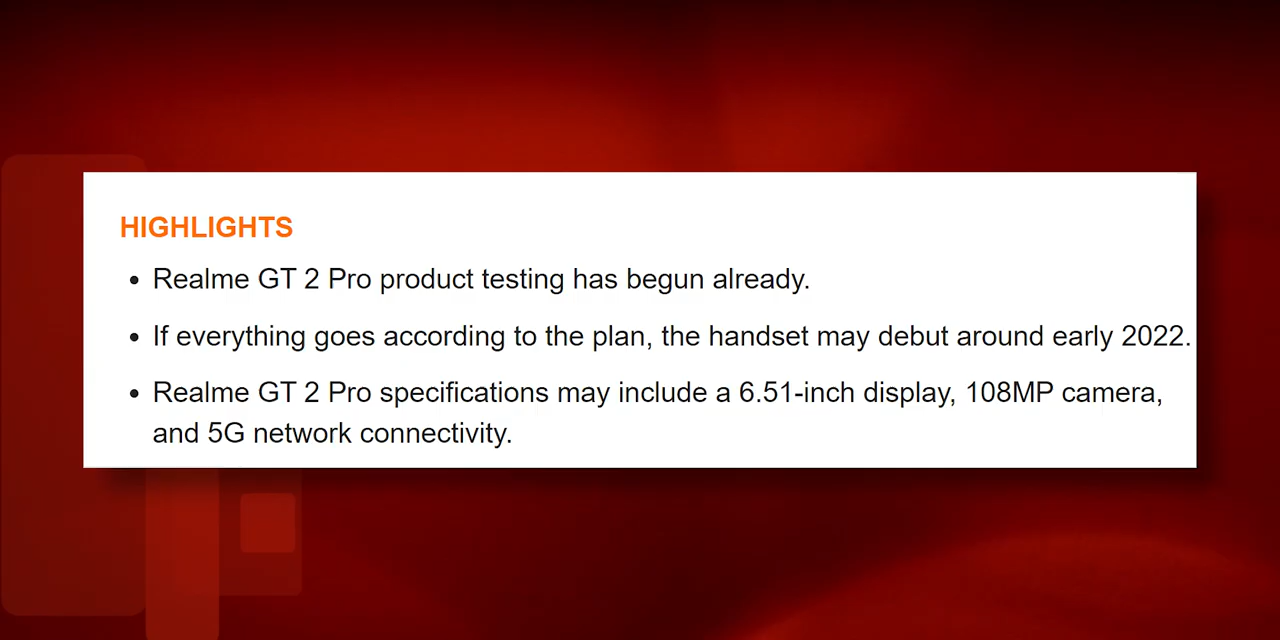 HIGHLIGHTS
• Realme GT 2 Pro product testing has begun already.
• If everything goes according to the plan, the handset may debut around early 2022.
• Realme GT 2 Pro specifications may include a 6.51-inch display, 108MP camera,
and 5G network connectivity.